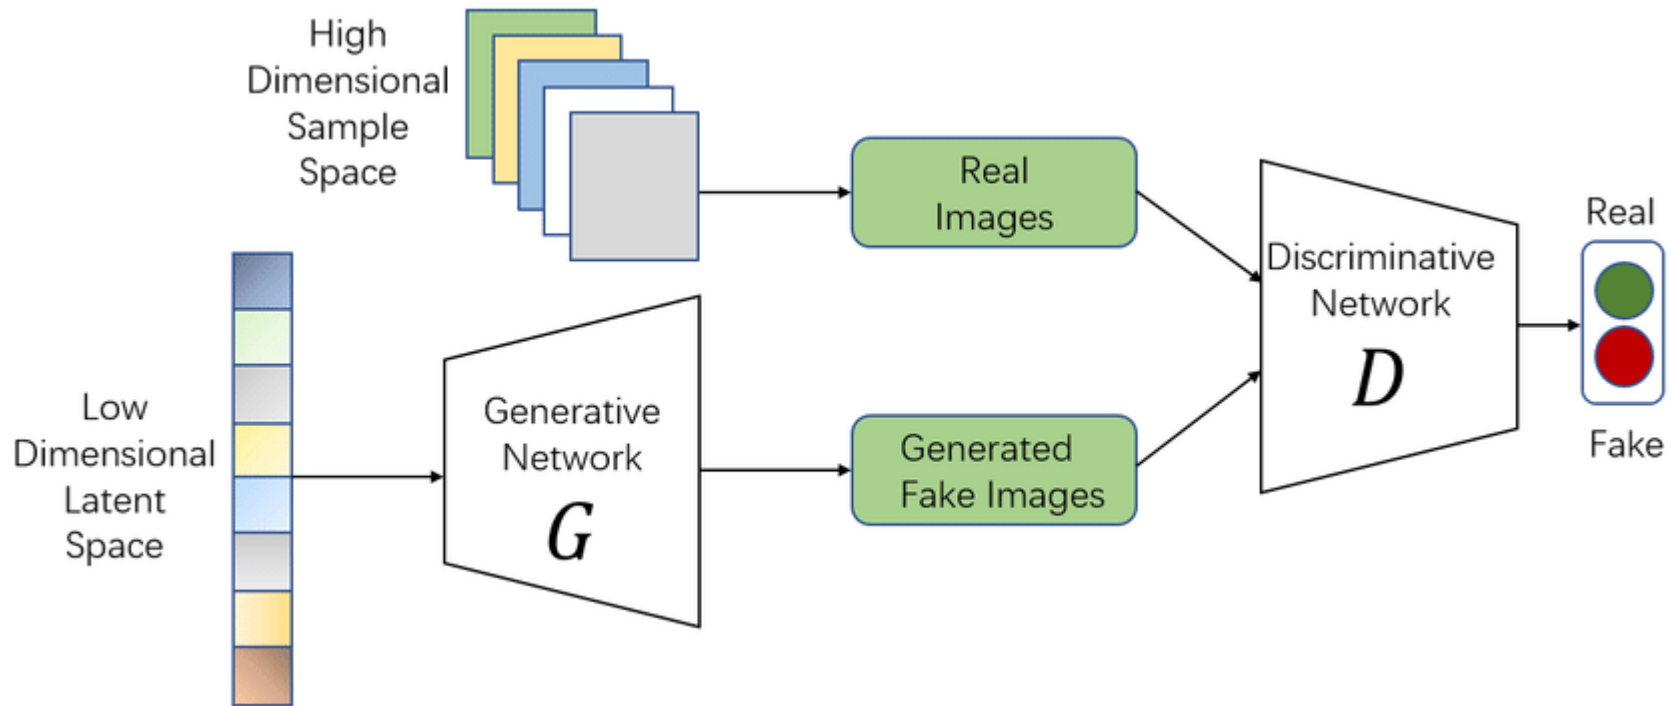 High
Dimensional
Sample
Space
Real
Images
Discriminative
Network
D
Real
Fake
Low
Dimensional
Latent
Space
Generative
Network
G
Generated
Fake Images